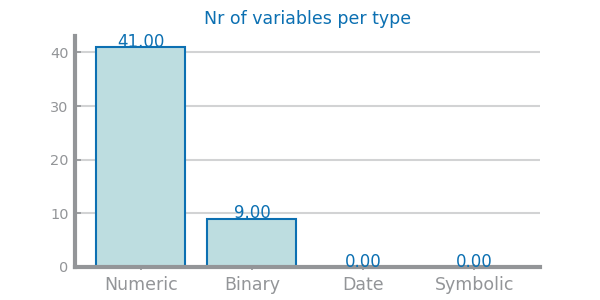 Nr of variables per type
41.00
40
30
20
10
0
9.00
0.00
0.00
Numeric
Binary
Date
Symbolic